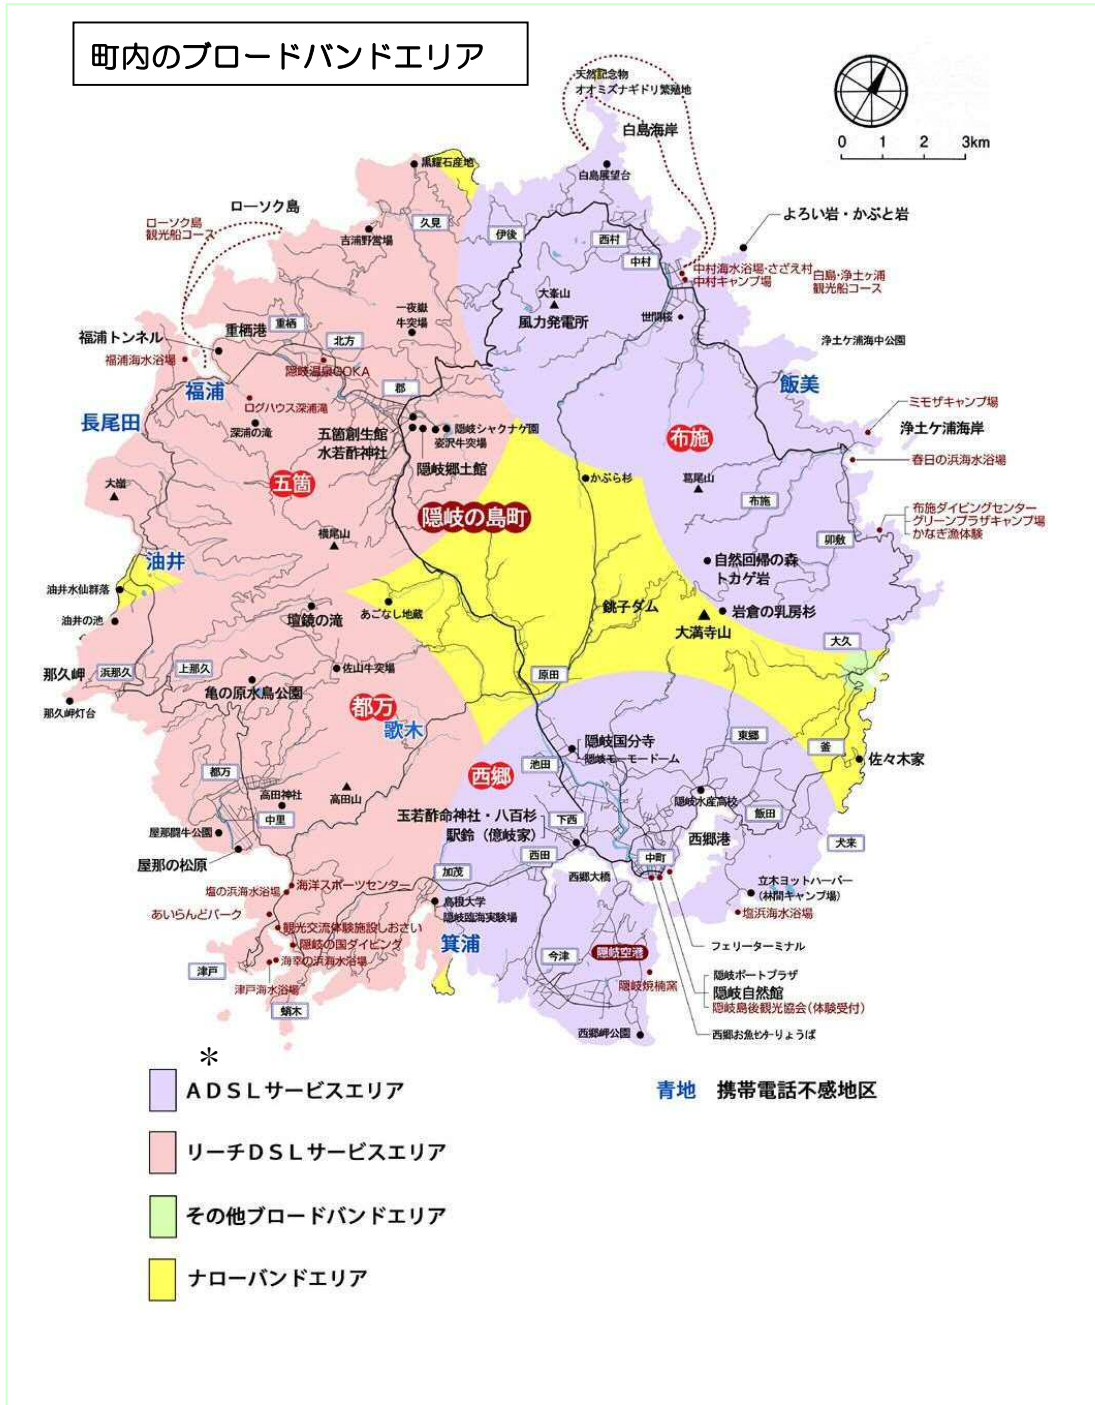 町内のブロードバンドエリア
天然記念物
オオミズナギドリ繁殖地
白島海岸
0 1 2 3km
黒耀石産地
白島展望台
ローソク島
ローソク島
観光船コース
久見
吉浦野営場
伊後
西村
中村
よろい岩・かぶと岩
中村海水浴場・さざえ村
中村キャンプ場
白島・浄土ヶ浦
観光船コース
大峯山
風力発電所
世間桜
一夜嶽
牛突場
重栖港
重栖
北方
福浦トンネル
福浦海水浴場
隠岐温泉GOKA
浄土ケ浦海中公園
福浦
郡
飯美
長尾田
ログハウス深浦滝
深浦の滝
五箇創生館
水若酢神社
隠岐シャクナゲ園
姿沢牛突場
隠岐郷土館
ミモザキャンプ場
浄土ケ浦海岸
布施
春日の浜海水浴場
大嶺
五箇
かぶら杉
葛尾山
布施
隠岐の島町
布施ダイビングセンター
グリーンプラザキャンプ場
かなぎ漁体験
横尾山
卯敷
油井
自然回帰の森
トカゲ岩
油井水仙群落
油井の池
壇鏡の滝
あごなし地蔵
銚子ダム
岩倉の乳房杉
大満寺山
大久
那久岬
浜那久
上那久
佐山牛突場
原田
亀の原水鳥公園
那久岬灯台
都万
歌木
東郷
釜
佐々木家
隠岐国分寺
隠岐モーモードーム
池田
西郷
都万
高田神社
高田山
隠岐水産高校
中里
玉若酢命神社・八百杉
駅鈴（億岐家）
下西
飯田
西郷港
犬来
屋那闘牛公園
屋那の松原
西田
中町
加茂
西郷大橋
立木ヨットハーバー
（林間キャンプ場）
塩の浜海水浴場
海洋スポーツセンター
島根大学
隠岐臨海実験場
塩浜海水浴場
あいらんどパーク
観光交流体験施設しおさい
隠岐の国ダイビング
箕浦
フェリーターミナル
海幸の浜海水浴場
津戸
今津
隠岐空港
隠岐ポートプラザ
隠岐自然館
隠岐島後観光協会（体験受付）
津戸海水浴場
隠岐焼楠窯
蛸木
西郷岬公園
西郷お魚センターりょうば
＊
ＡＤＳＬサービスエリア
青地 携帯電話不感地区
リーチＤＳＬサービスエリア
その他ブロードバンドエリア
ナローバンドエリア